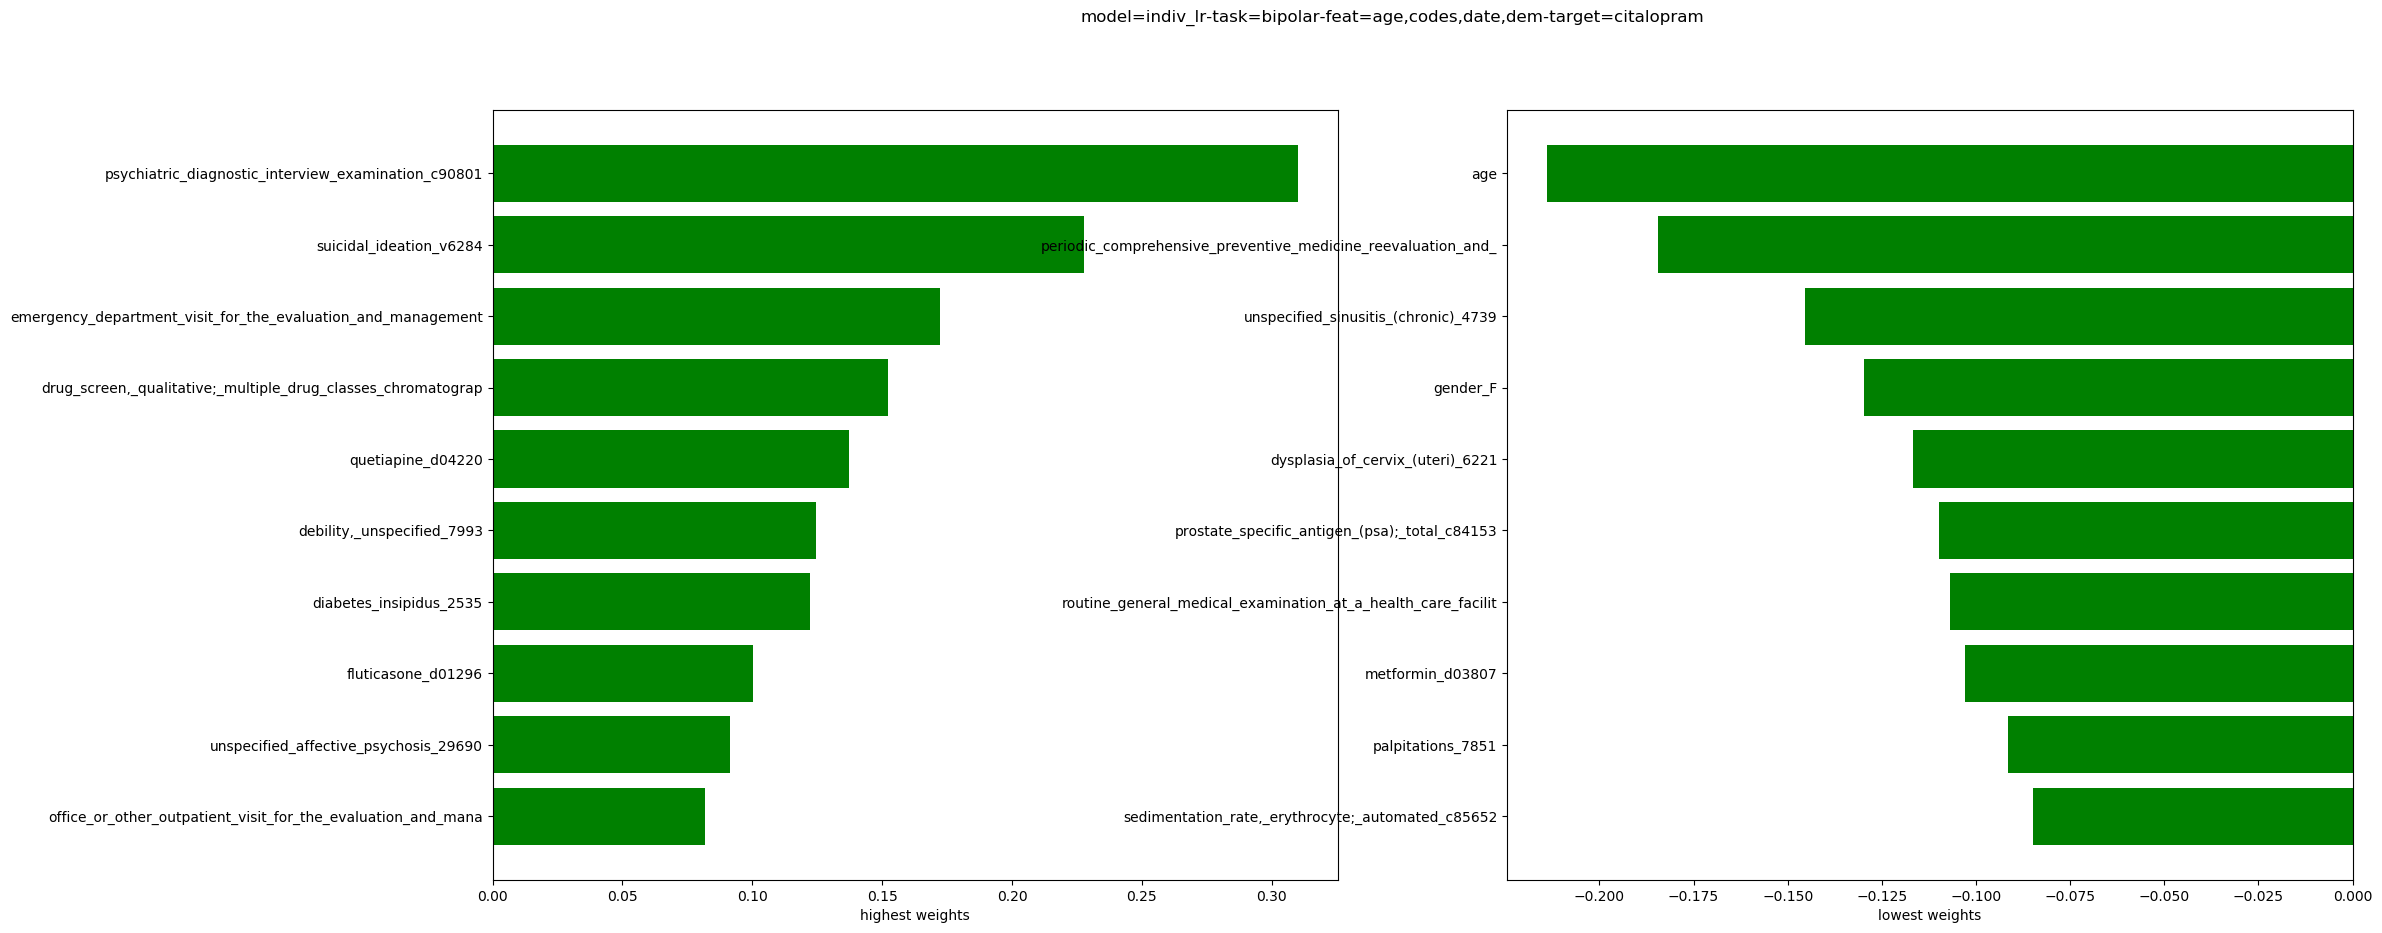 model=indiv_lr-task=bipolar-feat=age,codes,date,dem-target=citalopram
psychiatric_diagnostic_interview_examination_c90801
suicidal_ideation_v6284
emergency_department_visit_for_the_evaluation_and_management
drug_screen,_qualitative;_multiple_drug_classes_chromatograp
quetiapine_d04220
debility,_unspecified_7993
diabetes_insipidus_2535
fluticasone_d01296
unspecified_affective_psychosis_29690
office_or_other_outpatient_visit_for_the_evaluation_and_mana
0.00 0.05 0.10 0.15 0.20 0.25 0.30
highest weights
age
periodic_comprehensive_preventive_medicine_reevaluation_and_
unspecified_sinusitis_(chronic)_4739
gender_F
dysplasia_of_cervix_(uteri)_6221
prostate_specific_antigen_(psa);_total_c84153
routine_general_medical_examination_at_a_health_care_facilit
metformin_d03807
palpitations_7851
sedimentation_rate,_erythrocyte;_automated_c85652
−0.200 −0.175 −0.150 −0.125 −0.100 −0.075 −0.050 −0.025 0.000
lowest weights